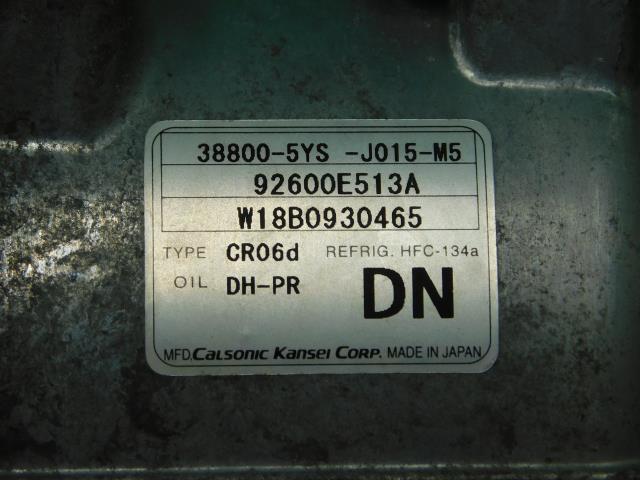 38800-5YS -J015-M5
92600E513A
W18B0930465
TYPE CR06d REFRIG. HFC-134a
OIL DH-PR DN
MFD. CALSONIC KANSEI CORP. MADE IN JAPAN